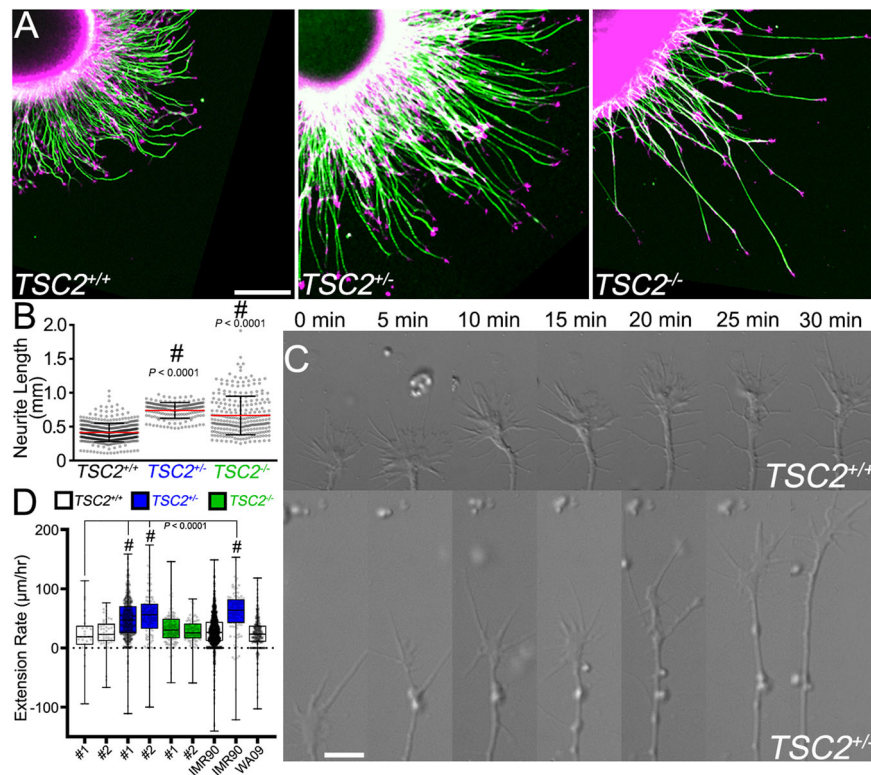 A
TSC2+/+
TSC2+/-
TSC2-/-
B
Neurite Length
(mm)
2.0
1.5
1.0
0.5
0.0
#
P < 0.0001
#
P < 0.0001
TSC2+/+ TSC2+/- TSC2-/-
0 min 5 min 10 min 15 min 20 min 25 min 30 min
C
TSC2+/+
TSC2+/-
D
TSC2+/+ TSC2+/- TSC2-/-
P < 0.0001
# # #
Extension Rate (µm/hr)
200
100
0
-100
#1 #2 #1 #2 #1 #2 IMR90 IMR90 WA09